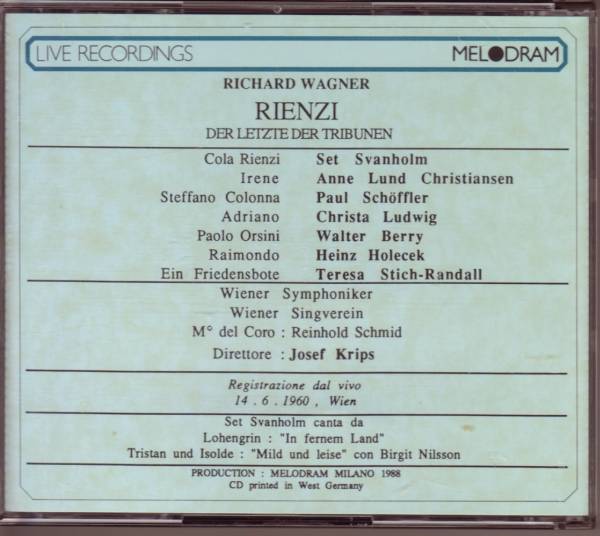 LIVE RECORDINGS MELODRAM
RICHARD WAGNER
RIENZI
DER LETZTE DER TRIBUNEN
Cola Rienzi Set Svanholm
Irene Anne Lund Christiansen
Steffano Colonna Paul Schöffler
Adriano Christa Ludwig
Paolo Orsini Walter Berry
Raimondo Heinz Holecek
Ein Friedensbote Teresa Stich-Randall
Wiener Symphoniker
Wiener Singverein
M° del Coro : Reinhold Schmid
Direttore : Josef Krips
Registrazione dal vivo
14 . 6 . 1960 , Wien
Set Svanholm canta da
Lohengrin : "In fernem Land"
Tristan und Isolde : "Mild und leise" con Birgit Nilsson
PRODUCTION : MELODRAM MILANO 1988
CD printed in West Germany